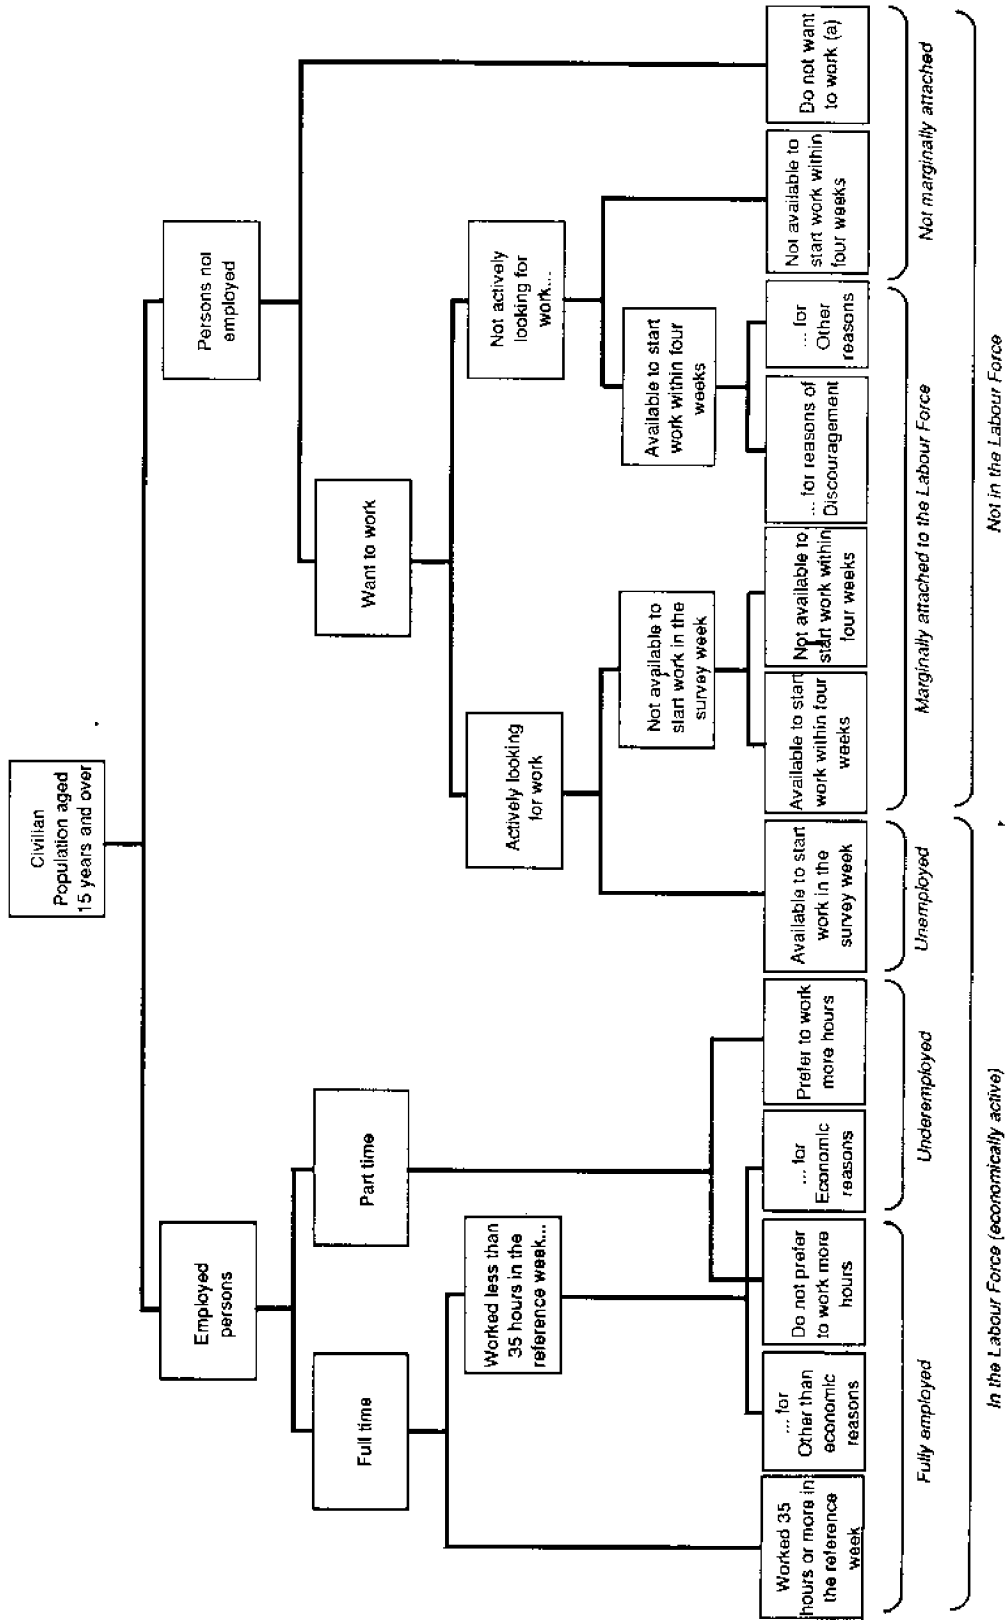 Civilian
Population aged
15 years and over
Employed
persons
Persons not
employed
Full time
Part time
Want to work
Worked less than
35 hours in the
reference week...
Actively looking
for work
Not actively
looking for
work...
Not available to
start work in the
survey week
Available to start
work within four
weeks
Worked 35
hours or more in
the reference
week
... for
Other than
economic
reasons
Do not prefer
to work more
hours
... for
Economic
reasons
Prefer to work
more hours
Available to start
work in the
survey week
Available to start
work within four
weeks
Not available to
start work within
four weeks
... for reasons of
Discouragement
... for
Other
reasons
Not available to
start work within
four weeks
Do not want
to work (a)
Fully employed
Underemployed
Unemployed
Marginally attached to the Labour Force
Not marginally attached
In the Labour Force (economically active)
Not in the Labour Force